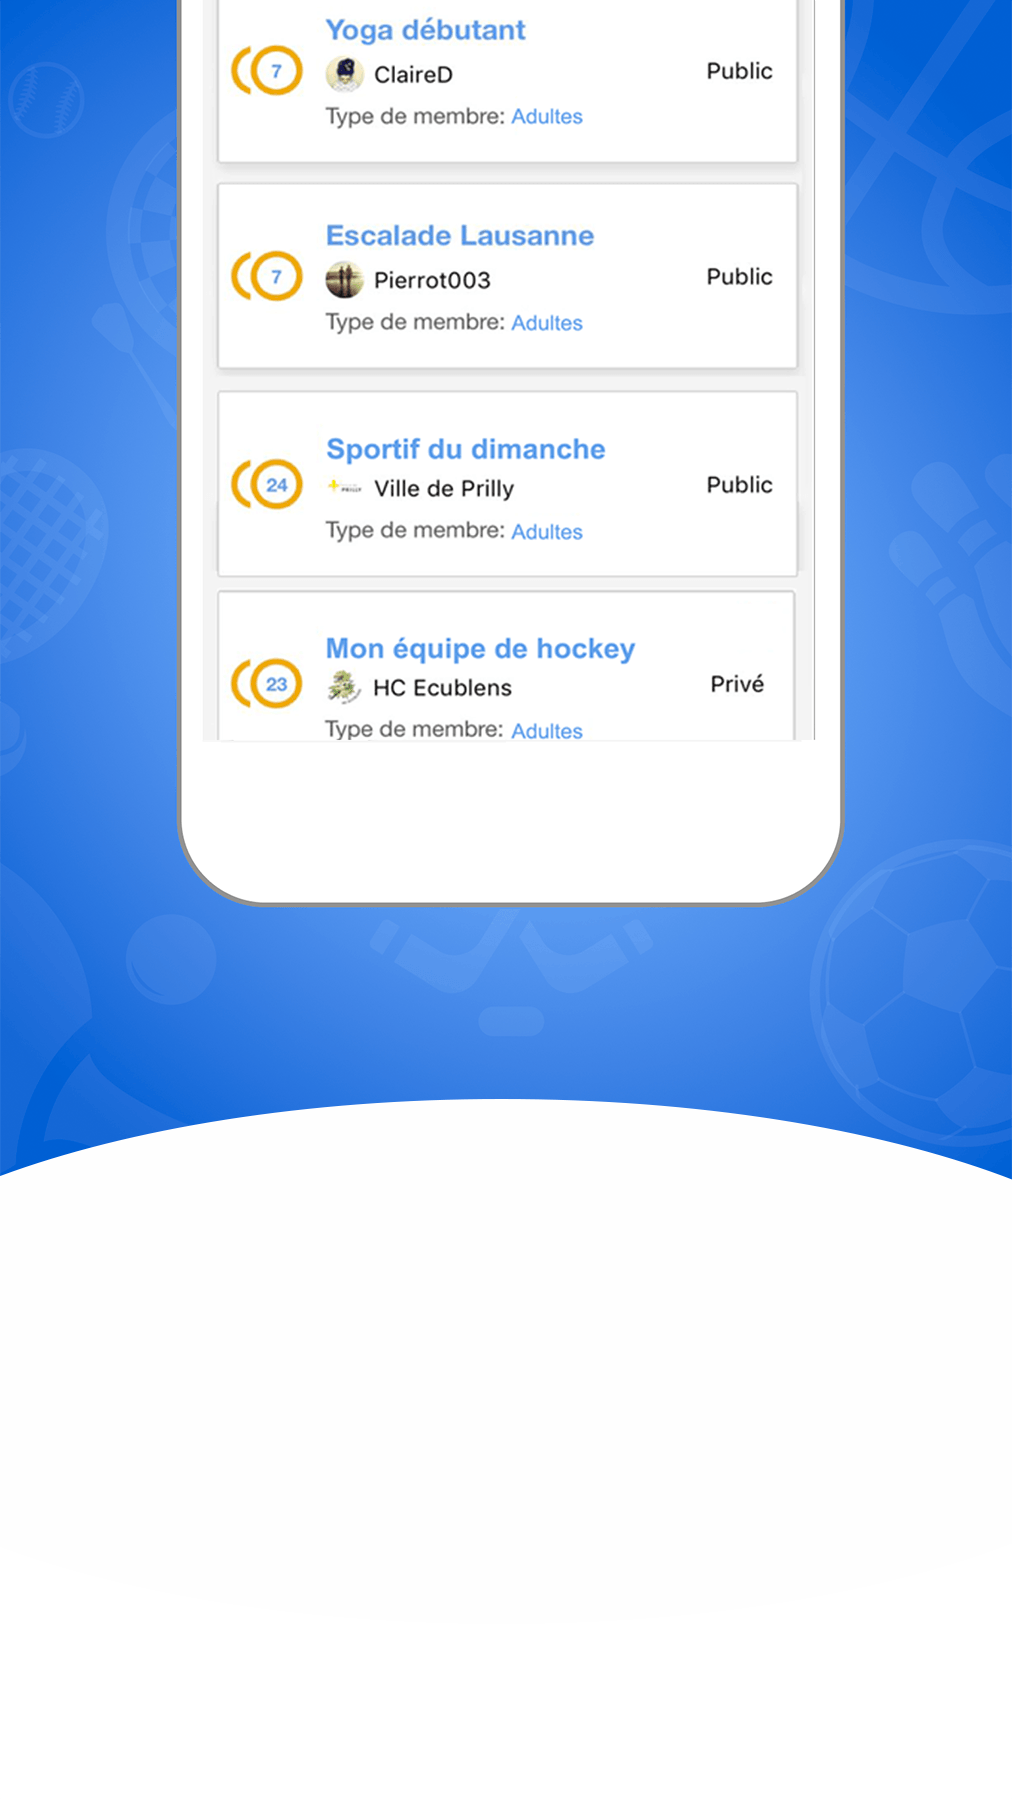 Yoga débutant
7
ClaireD
Public
Type de membre: Adultes
Escalade Lausanne
7
Pierrot003
Public
Type de membre: Adultes
Sportif du dimanche
24
Ville de Prilly
Public
Type de membre: Adultes
Mon équipe de hockey
23
HC Ecublens
Privé
Type de membre: Adultes